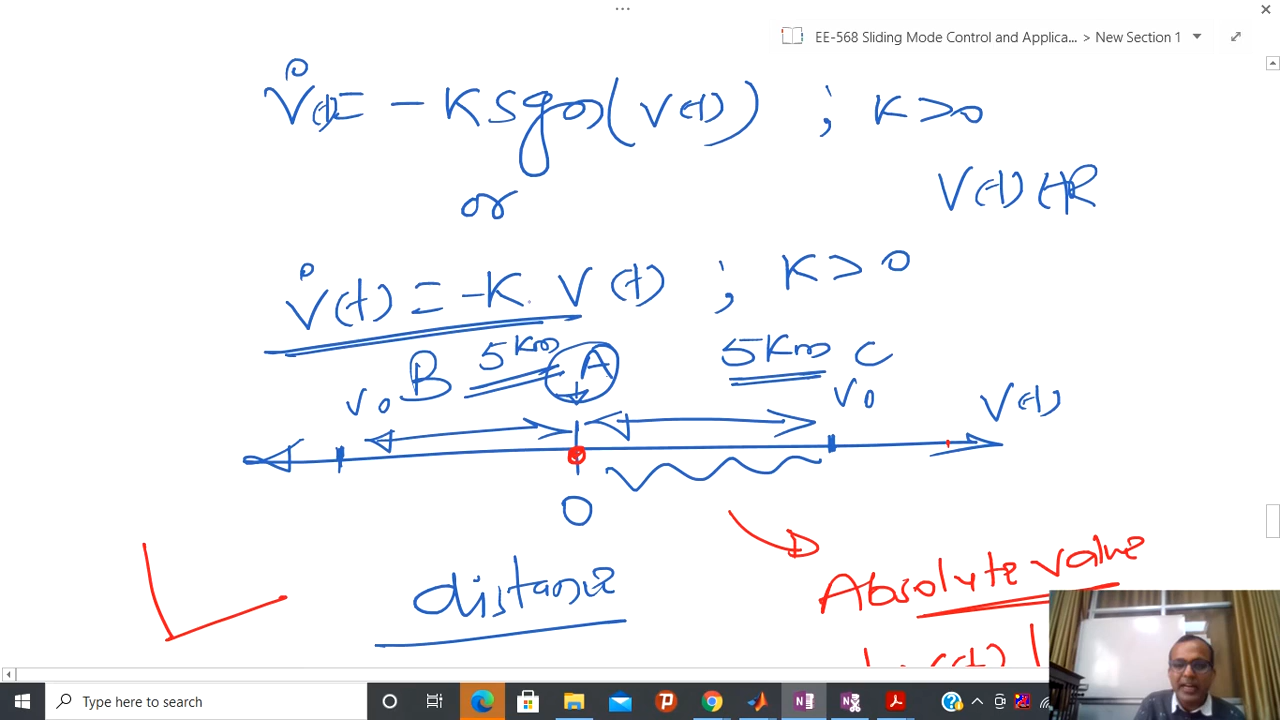 ...
EE-568 Sliding Mode Control and Applica... > New Section 1
V̇(t) = - K sgn(V(t)) ; K > 0
or V(t) ∈ R
V̇(t) = -K. V(t) ; K > 0
B 5Km A 5Km C
V0 V0 V(t)
0
distance
Absolute value
Type here to search